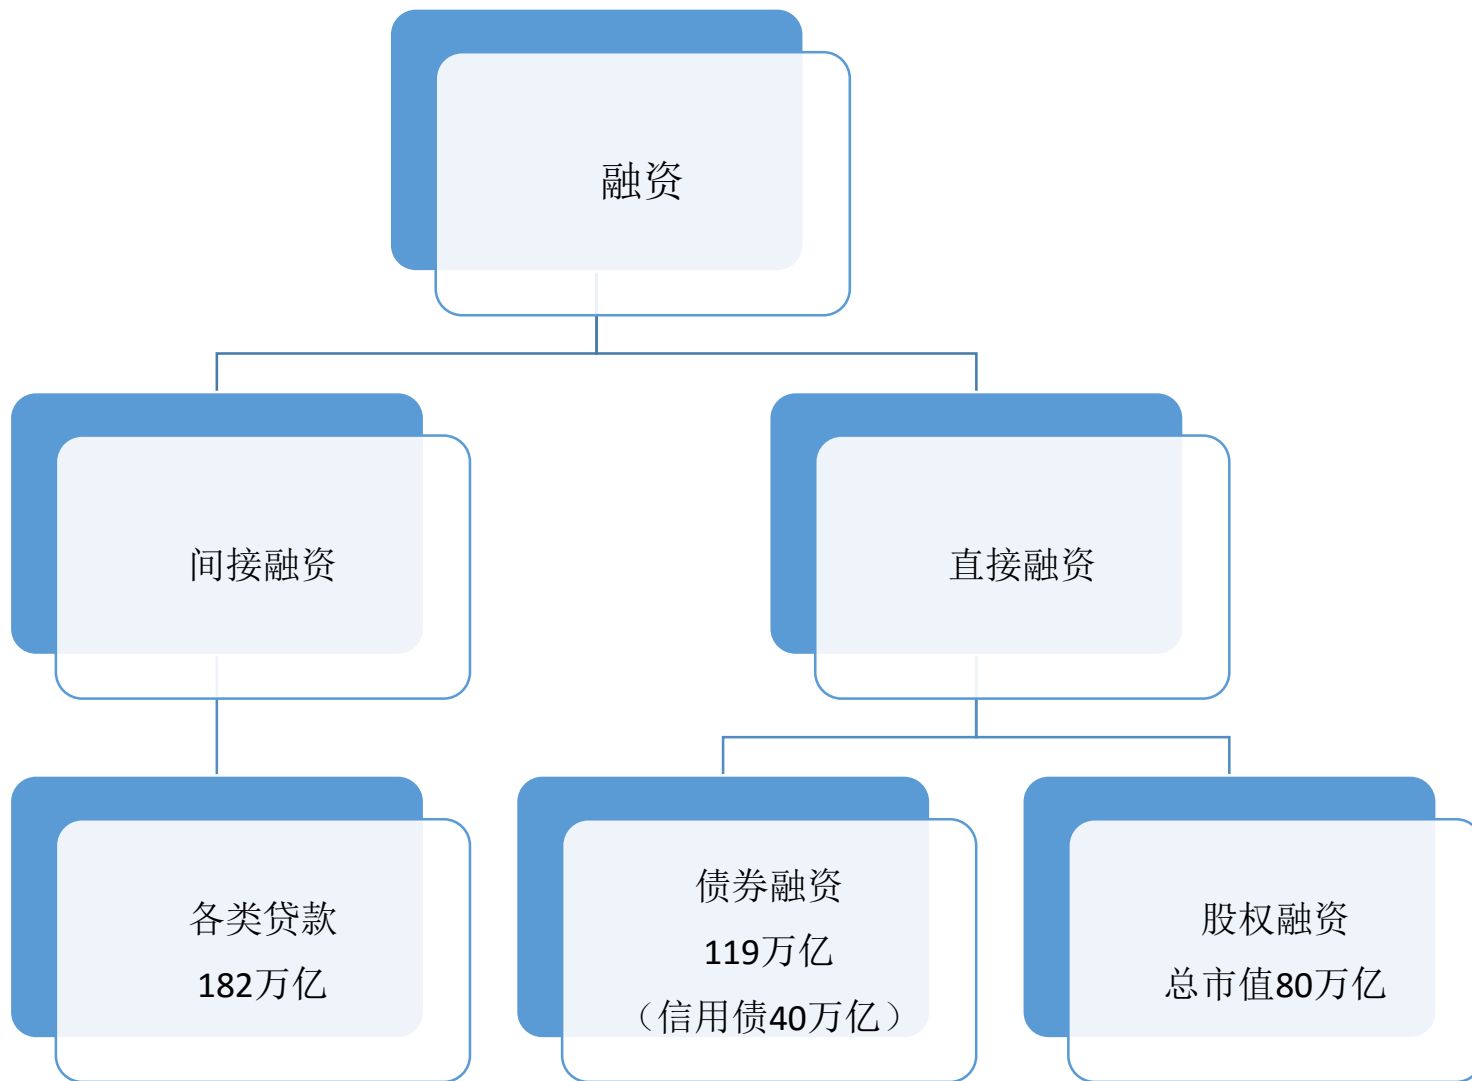 融资
间接融资
直接融资
各类贷款
182万亿
债券融资
119万亿
（信用债40万亿）
股权融资
总市值80万亿